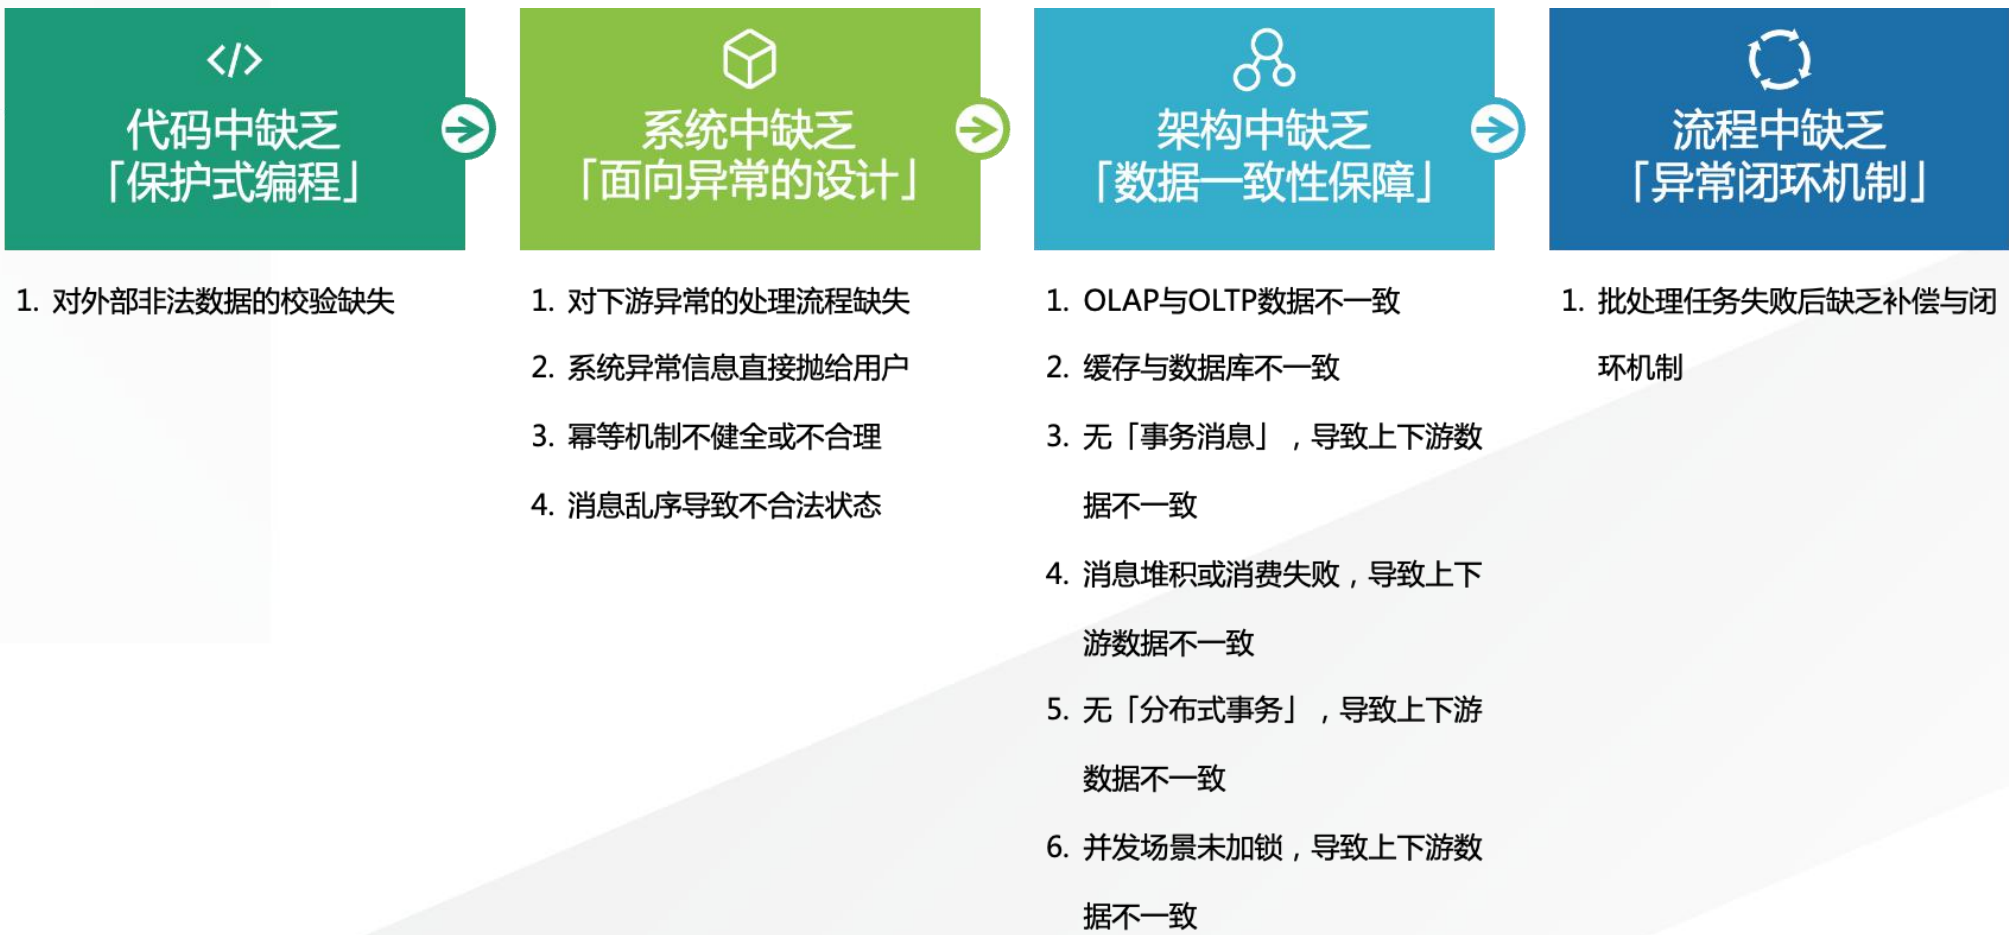 代码中缺乏
「保护式编程」
1. 对外部非法数据的校验缺失
系统中缺乏
「面向异常的设计」
1. 对下游异常的处理流程缺失
2. 系统异常信息直接抛给用户
3. 幂等机制不健全或不合理
4. 消息乱序导致不合法状态
架构中缺乏
「数据一致性保障」
1. OLAP与OLTP数据不一致
2. 缓存与数据库不一致
3. 无「事务消息」，导致上下游数
据不一致
4. 消息堆积或消费失败，导致上下
游数据不一致
5. 无「分布式事务」，导致上下游
数据不一致
6. 并发场景未加锁，导致上下游数
据不一致
流程中缺乏
「异常闭环机制」
1. 批处理任务失败后缺乏补偿与闭
环机制